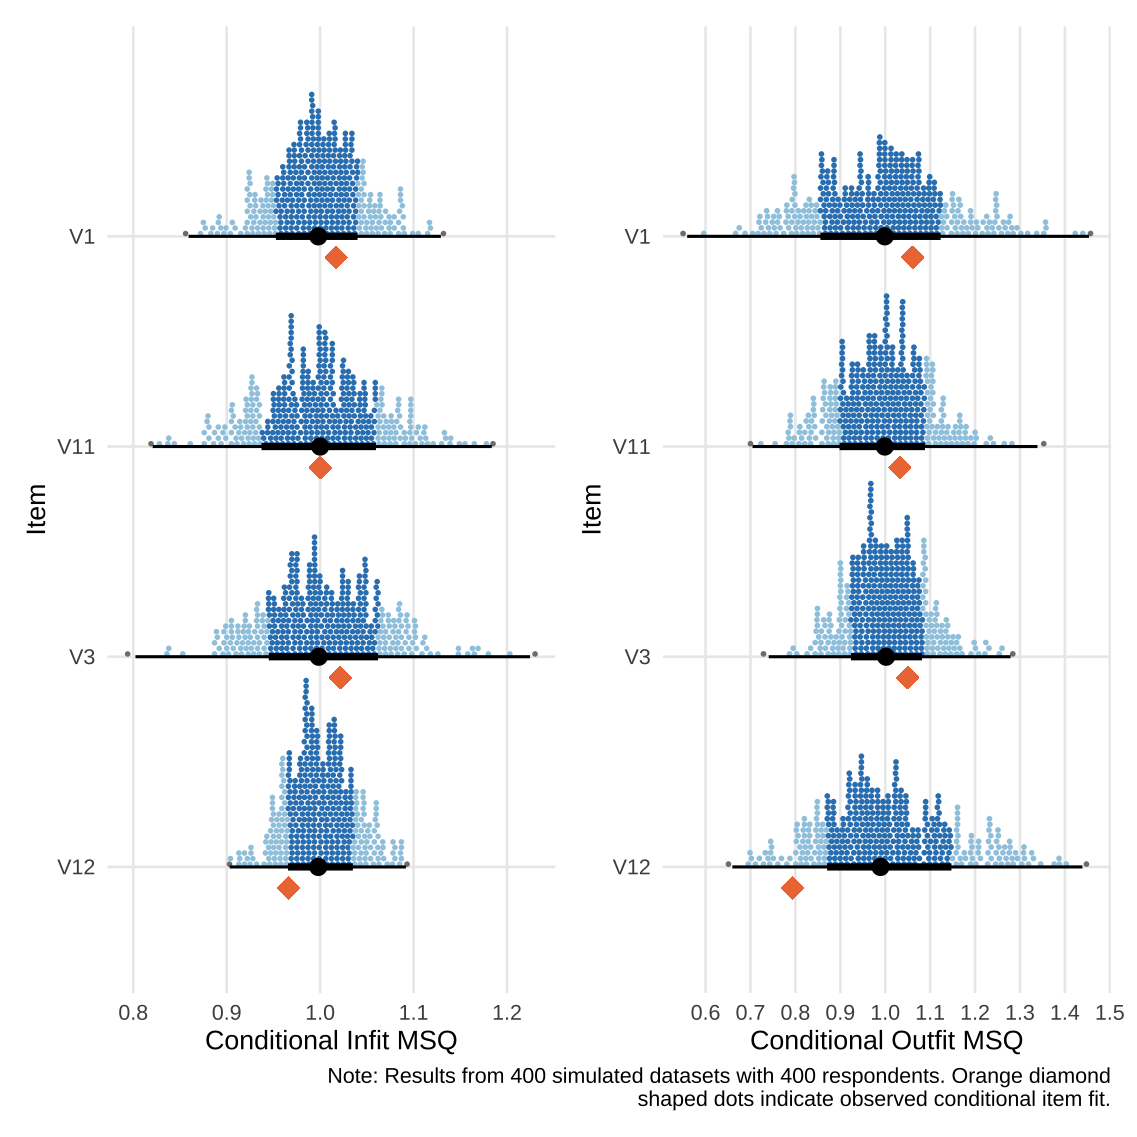 Item
V1
V11
V3
V12
0.8 0.9 1.0 1.1 1.2
Conditional Infit MSQ
Item
V1
V11
V3
V12
0.6 0.7 0.8 0.9 1.0 1.1 1.2 1.3 1.4 1.5
Conditional Outfit MSQ
Note: Results from 400 simulated datasets with 400 respondents. Orange diamond
shaped dots indicate observed conditional item fit.